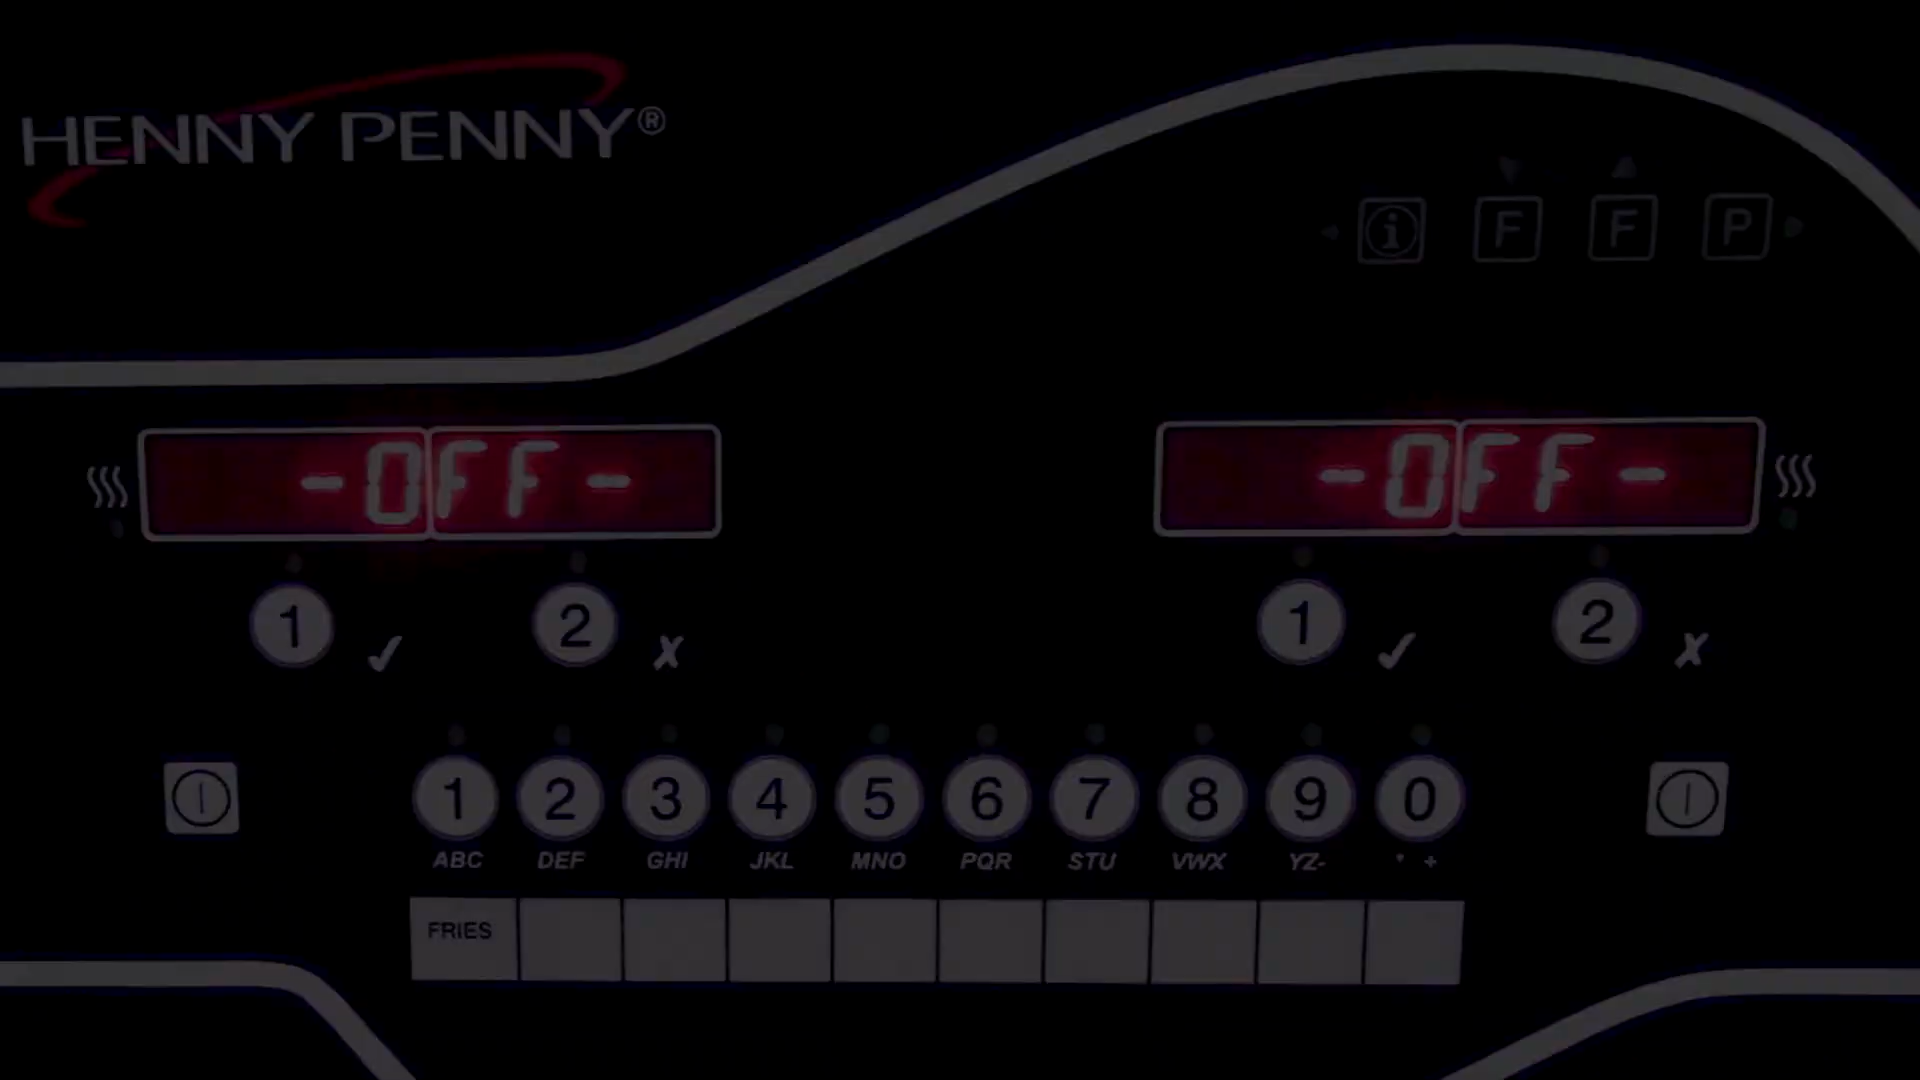 HENNY PENNY®
i F F P
-OFF- -OFF-
1 ✓ 2 ✗ 1 ✓ 2 ✗
1 2 3 4 5 6 7 8 9 0
ABC DEF GHI JKL MNO PQR STU VWX YZ- * +
FRIES